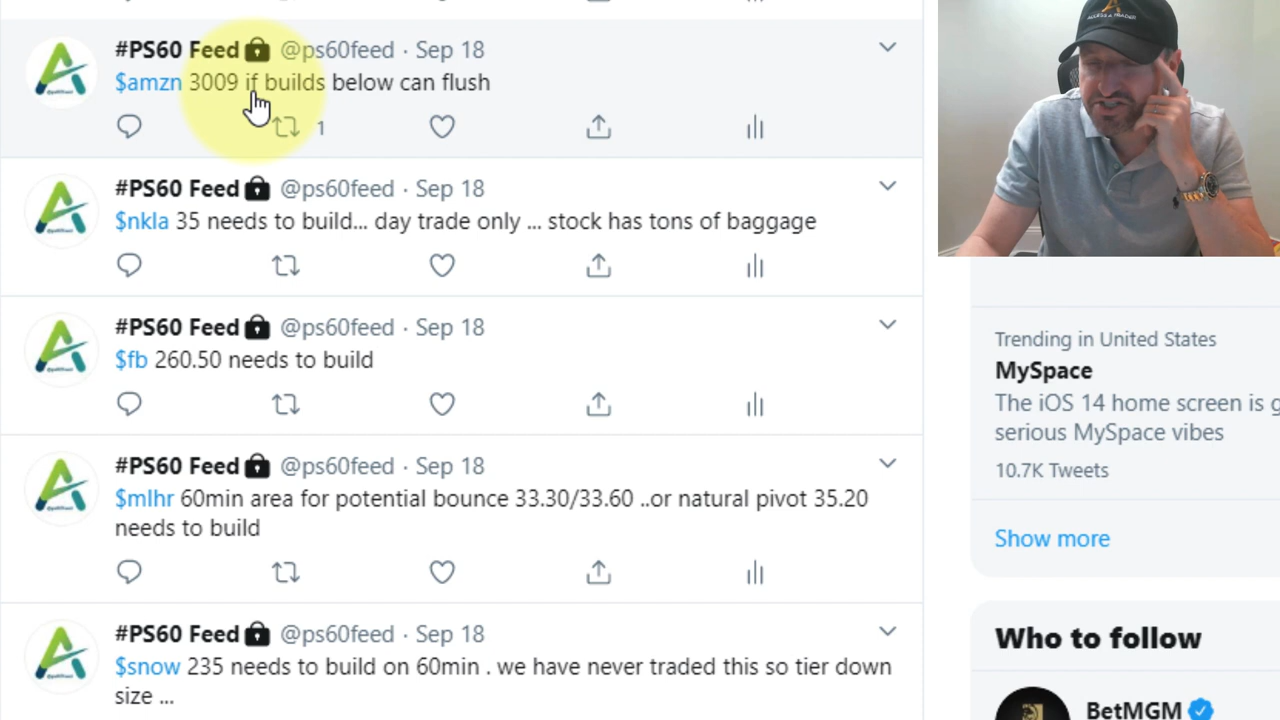 #PS60 Feed @ps60feed · Sep 18
$amzn 3009 if builds below can flush
1
#PS60 Feed @ps60feed · Sep 18
$nkla 35 needs to build... day trade only ... stock has tons of baggage
#PS60 Feed @ps60feed · Sep 18
$fb 260.50 needs to build
#PS60 Feed @ps60feed · Sep 18
$mlhr 60min area for potential bounce 33.30/33.60 ..or natural pivot 35.20
needs to build
#PS60 Feed @ps60feed · Sep 18
$snow 235 needs to build on 60min . we have never traded this so tier down
size ...
ACCESS A TRADER
Trending in United States
MySpace
The iOS 14 home screen is g
serious MySpace vibes
10.7K Tweets
Show more
Who to follow
BetMGM